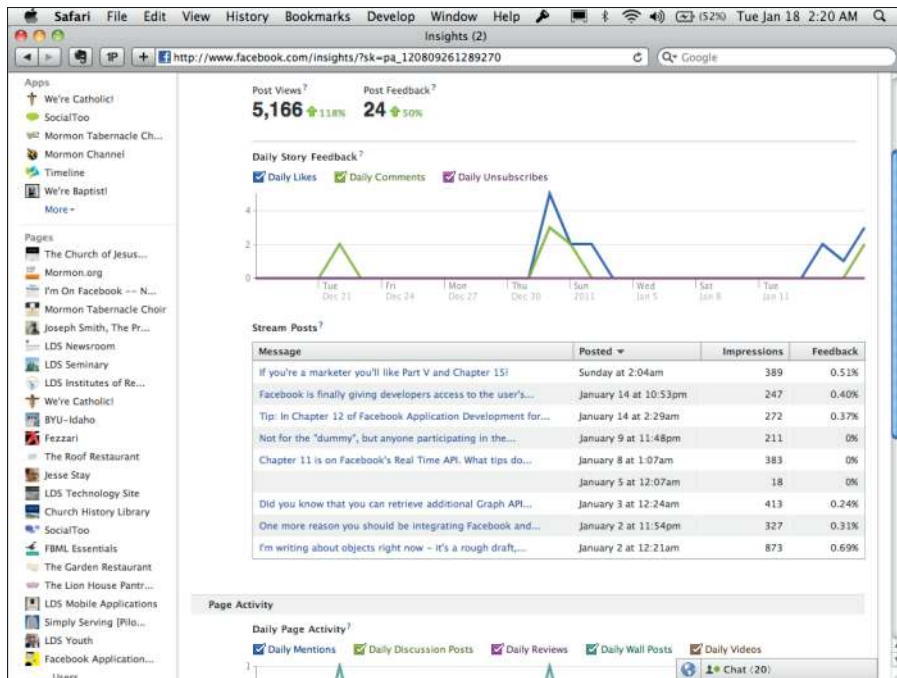 Safari File Edit View History Bookmarks Develop Window Help (52%) Tue Jan 18 2:20 AM
Insights (2)
1P + http://www.facebook.com/insights/?sk=pa_120809261289270 Google
Apps
We're Catholic!
SocialToo
Mormon Tabernacle Ch...
Mormon Channel
Timeline
We're Baptist!
More
Pages
The Church of Jesus...
Mormon.org
I'm On Facebook -- N...
Mormon Tabernacle Choir
Joseph Smith, The Pr...
LDS Newsroom
LDS Seminary
LDS Institutes of Re...
We're Catholic!
BYU-Idaho
Fezzari
The Roof Restaurant
Jesse Stay
LDS Technology Site
Church History Library
SocialToo
FBML Essentials
The Garden Restaurant
The Lion House Pantr...
LDS Mobile Applications
Simply Serving [Pilo...
LDS Youth
Facebook Application...
Users
Post Views? Post Feedback?
5,166 118% 24 50%
Daily Story Feedback?
Daily Likes Daily Comments Daily Unsubscribes
4
2
0
Tue Fri Mon Thu Sun Wed Sat Tue
Dec 21 Dec 24 Dec 27 Dec 30 2011 Jan 5 Jan 8 Jan 11
Stream Posts?
Message Posted Impressions Feedback
If you're a marketer you'll like Part V and Chapter 15! Sunday at 2:04am 389 0.51%
Facebook is finally giving developers access to the user's... January 14 at 10:53pm 247 0.40%
Tip: In Chapter 12 of Facebook Application Development for... January 14 at 2:29am 272 0.37%
Not for the "dummy", but anyone participating in the... January 9 at 11:48pm 211 0%
Chapter 11 is on Facebook's Real Time API. What tips do... January 8 at 1:07am 383 0%
January 5 at 12:07am 18 0%
Did you know that you can retrieve additional Graph API... January 3 at 12:24am 413 0.24%
One more reason you should be integrating Facebook and... January 2 at 11:54pm 327 0.31%
I'm writing about objects right now - it's a rough draft,... January 2 at 12:21am 873 0.69%
Page Activity
Daily Page Activity?
Daily Mentions Daily Discussion Posts Daily Reviews Daily Wall Posts Daily Videos
1
Chat (20)